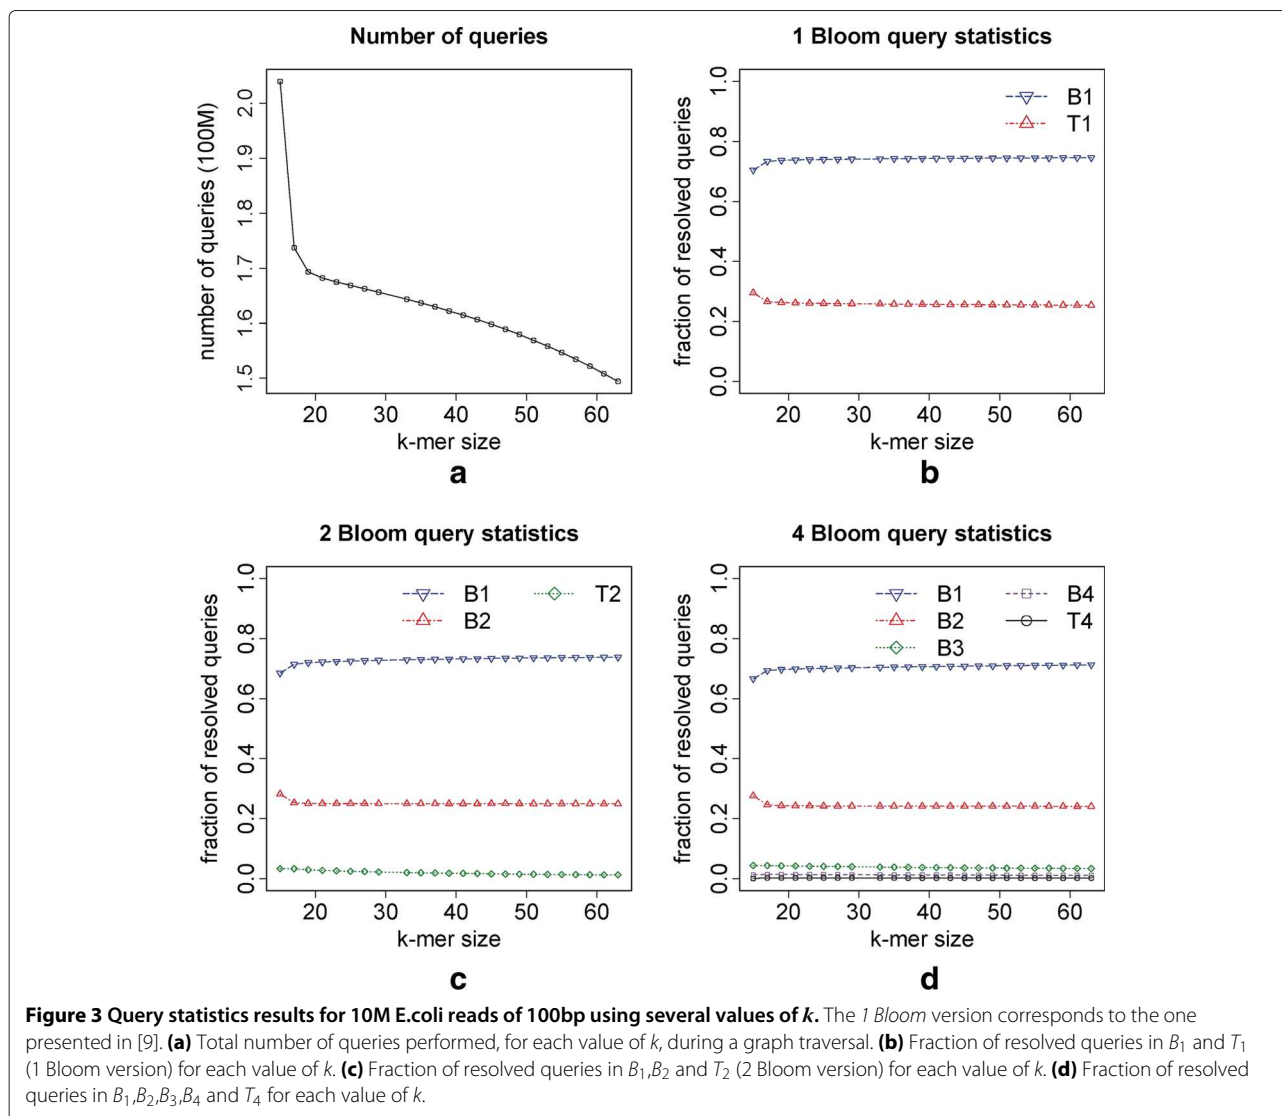 Number of queries
number of queries (100M)
1.5 1.6 1.7 1.8 1.9 2.0
20 30 40 50 60
k-mer size
a
1 Bloom query statistics
B1
T1
fraction of resolved queries
0.0 0.2 0.4 0.6 0.8 1.0
20 30 40 50 60
k-mer size
b
2 Bloom query statistics
B1 T2
B2
fraction of resolved queries
0.0 0.2 0.4 0.6 0.8 1.0
20 30 40 50 60
k-mer size
c
4 Bloom query statistics
B1 B4
B2 T4
B3
fraction of resolved queries
0.0 0.2 0.4 0.6 0.8 1.0
20 30 40 50 60
k-mer size
d
Figure 3 Query statistics results for 10M E.coli reads of 100bp using several values of k. The 1 Bloom version corresponds to the one
presented in [9]. (a) Total number of queries performed, for each value of k, during a graph traversal. (b) Fraction of resolved queries in B1 and T1
(1 Bloom version) for each value of k. (c) Fraction of resolved queries in B1,B2 and T2 (2 Bloom version) for each value of k. (d) Fraction of resolved
queries in B1,B2,B3,B4 and T4 for each value of k.